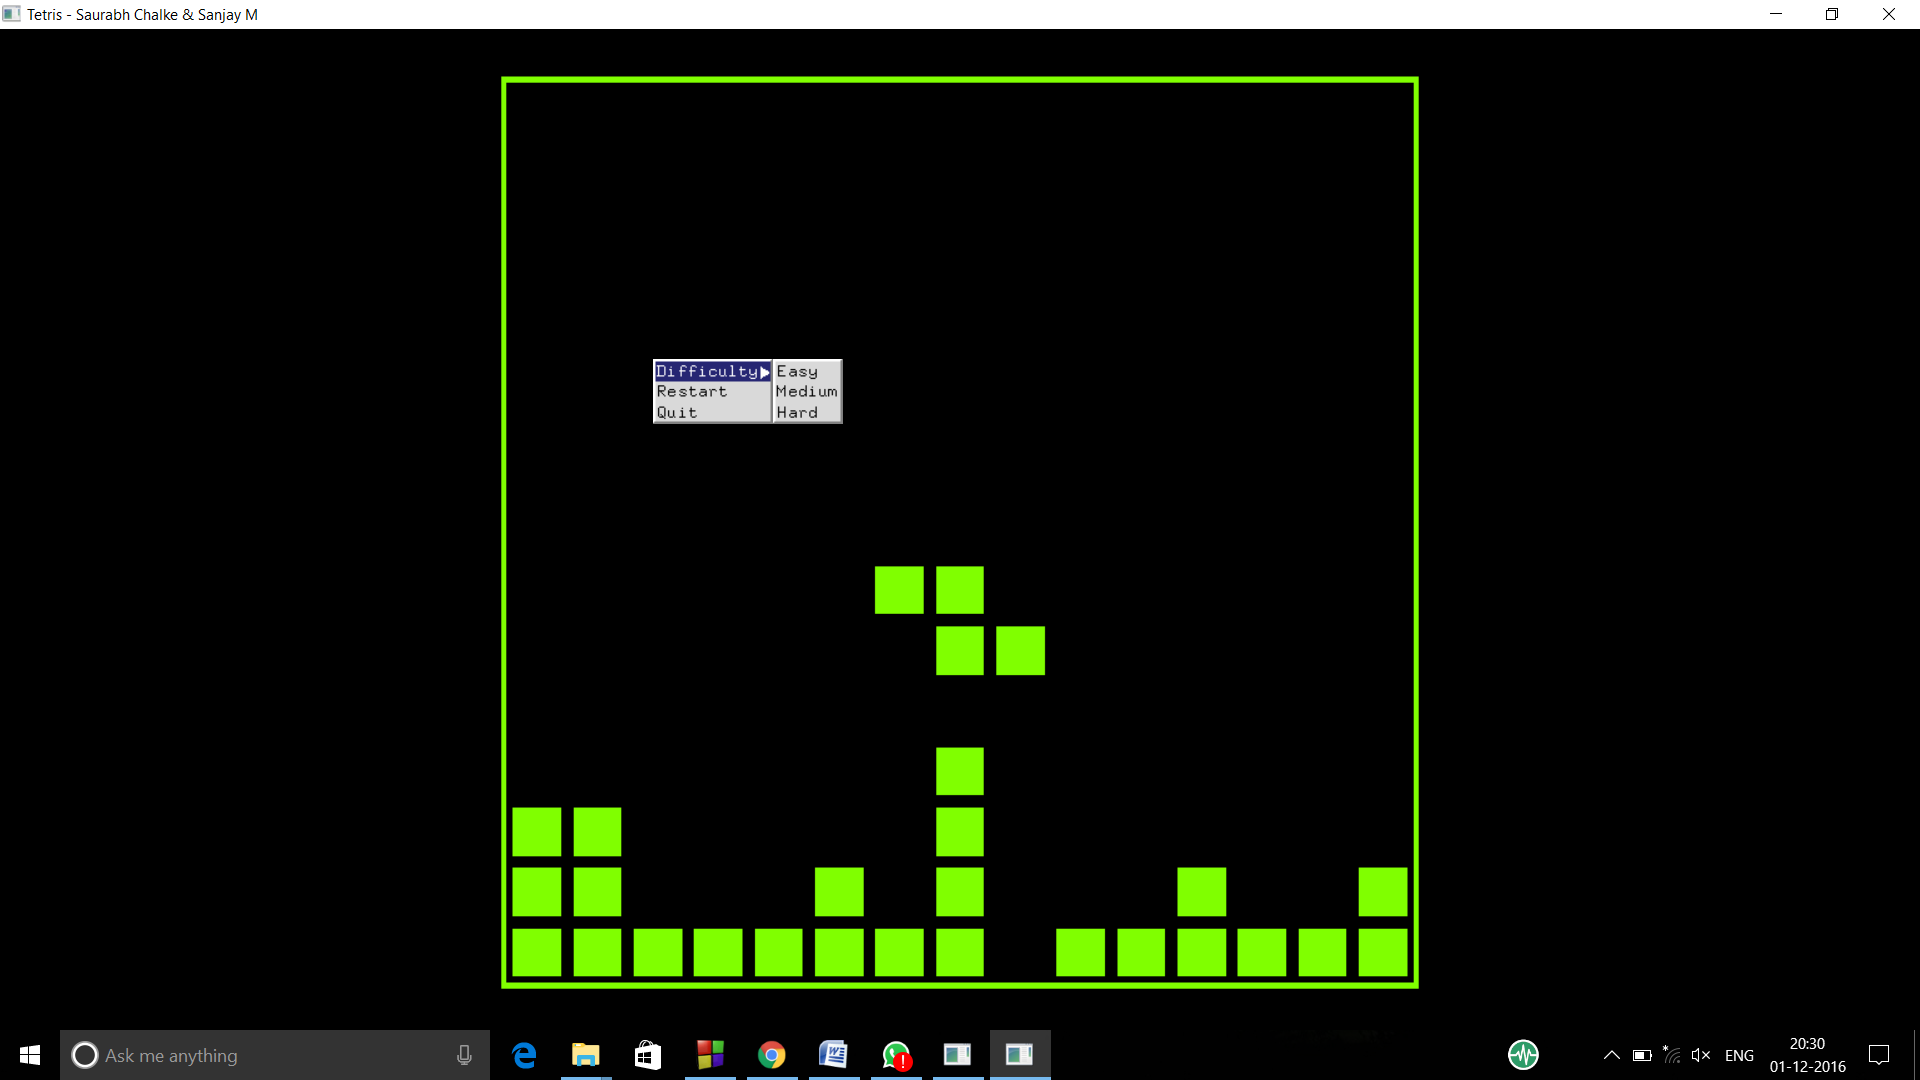 Tetris - Saurabh Chalke & Sanjay M
Difficulty
Restart
Quit
Easy
Medium
Hard
Ask me anything
ENG
20:30
01-12-2016